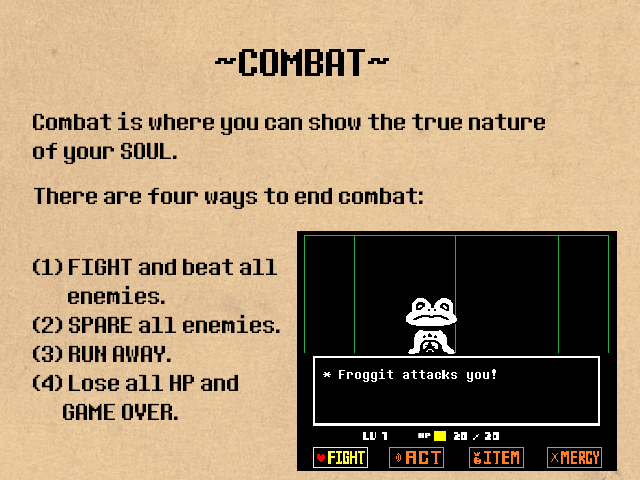 ~COMBAT~
Combat is where you can show the true nature
of your SOUL.
There are four ways to end combat:
(1) FIGHT and beat all
enemies.
(2) SPARE all enemies.
(3) RUN AWAY.
(4) Lose all HP and
GAME OVER.
* Froggit attacks you!
LV 1 HP 20 / 20
FIGHT ACT ITEM MERCY